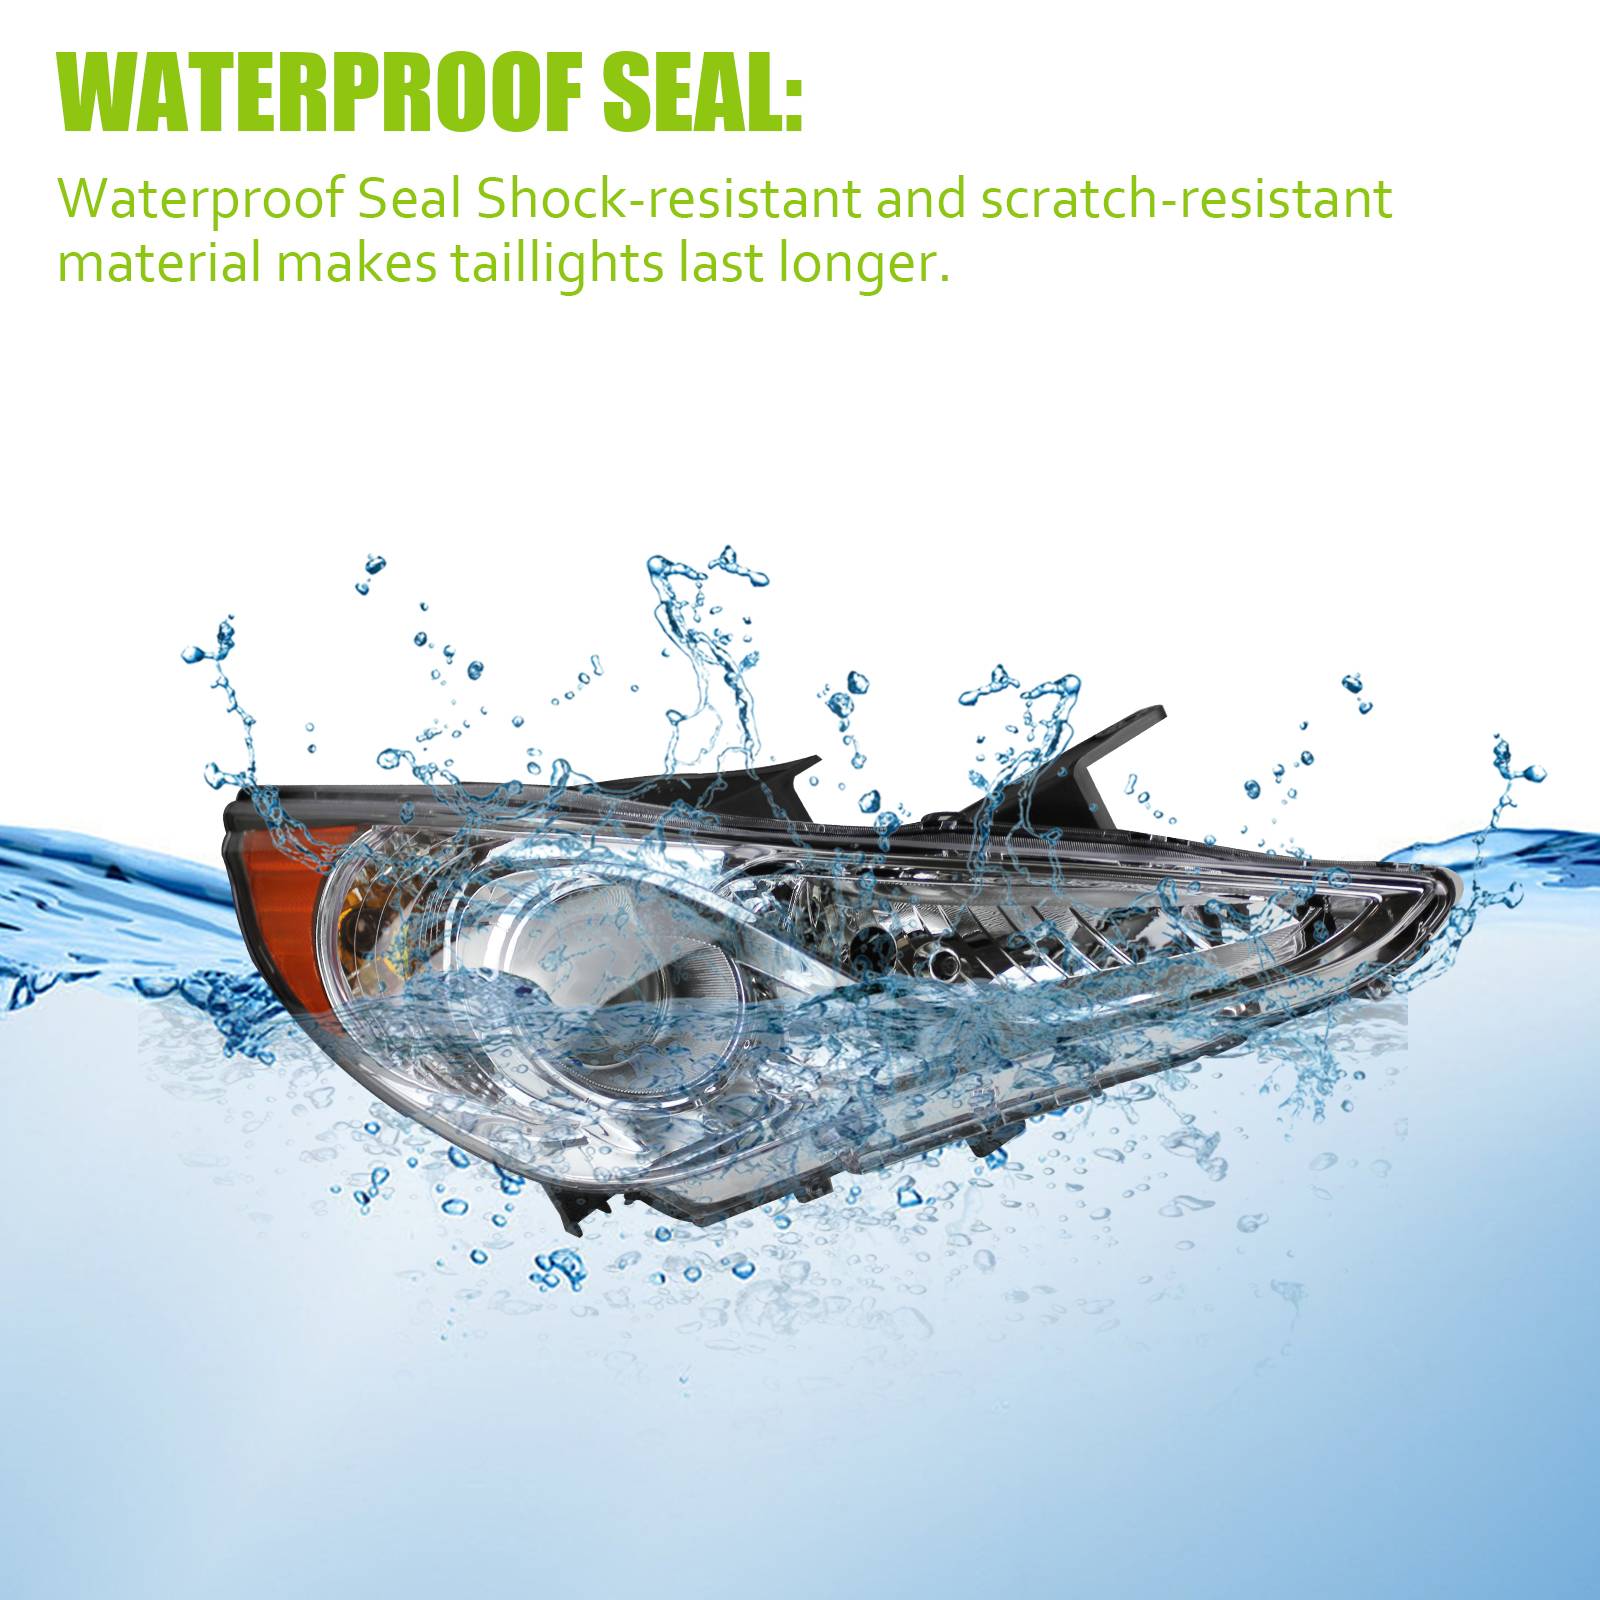 WATERPROOF SEAL:
Waterproof Seal Shock-resistant and scratch-resistant
material makes taillights last longer.